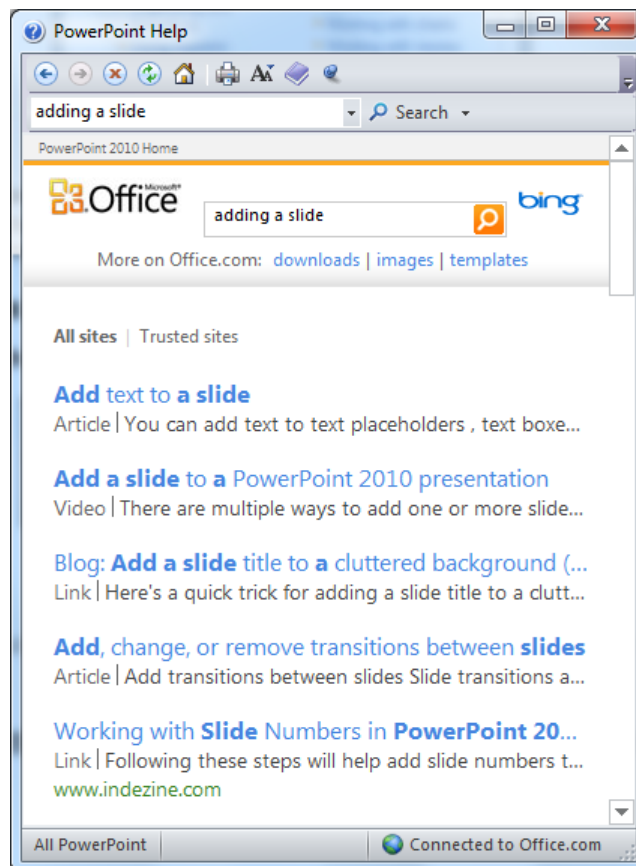 PowerPoint Help
adding a slide Search
PowerPoint 2010 Home
Microsoft®
Office
adding a slide
bing
More on Office.com: downloads | images | templates
All sites | Trusted sites
Add text to a slide
Article | You can add text to text placeholders , text boxe...
Add a slide to a PowerPoint 2010 presentation
Video | There are multiple ways to add one or more slide...
Blog: Add a slide title to a cluttered background (...
Link | Here's a quick trick for adding a slide title to a clutt...
Add, change, or remove transitions between slides
Article | Add transitions between slides Slide transitions a...
Working with Slide Numbers in PowerPoint 20...
Link | Following these steps will help add slide numbers t...
www.indezine.com
All PowerPoint Connected to Office.com